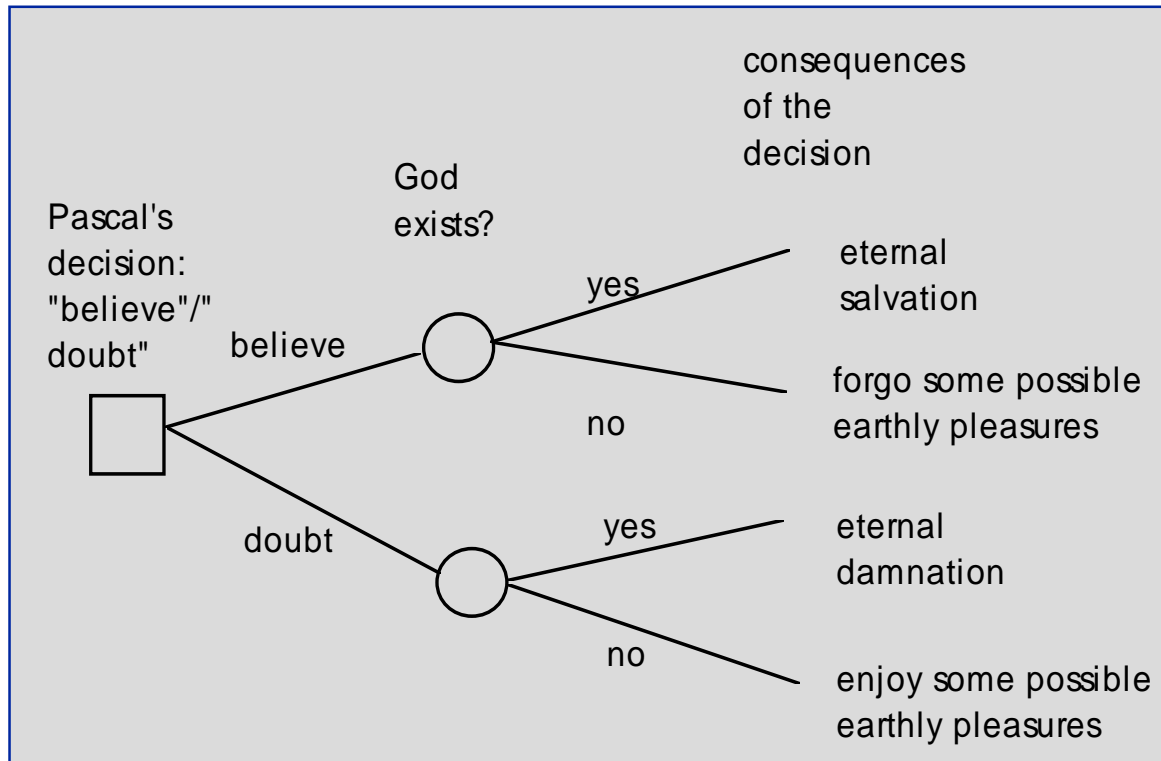 consequences
of the
decision
God
exists?
Pascal's
decision:
"believe"/"
doubt"
believe
yes
eternal
salvation
no
forgo some possible
earthly pleasures
doubt
yes
eternal
damnation
no
enjoy some possible
earthly pleasures